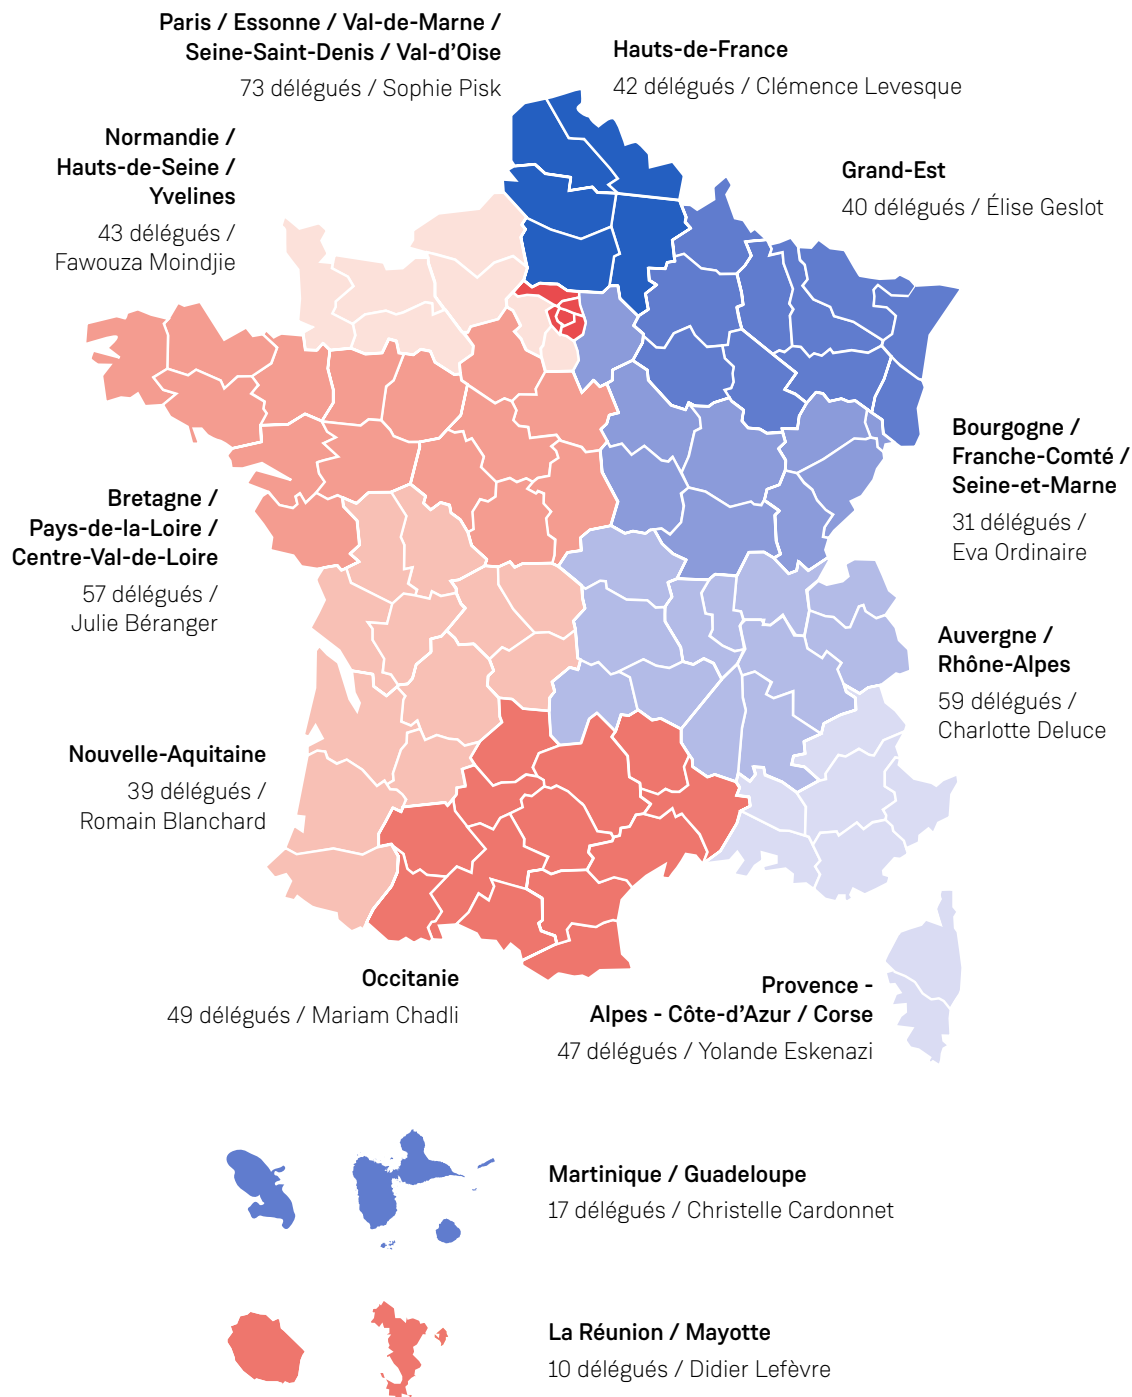 Paris / Essonne / Val-de-Marne /
Seine-Saint-Denis / Val-d'Oise
73 délégués / Sophie Pisk
Hauts-de-France
42 délégués / Clémence Levesque
Normandie /
Hauts-de-Seine /
Yvelines
43 délégués /
Fawouza Moindjie
Grand-Est
40 délégués / Élise Geslot
Bourgogne /
Franche-Comté /
Seine-et-Marne
31 délégués /
Eva Ordinaire
Bretagne /
Pays-de-la-Loire /
Centre-Val-de-Loire
57 délégués /
Julie Béranger
Auvergne /
Rhône-Alpes
59 délégués /
Charlotte Deluce
Nouvelle-Aquitaine
39 délégués /
Romain Blanchard
Occitanie
49 délégués / Mariam Chadli
Provence -
Alpes - Côte-d'Azur / Corse
47 délégués / Yolande Eskenazi
Martinique / Guadeloupe
17 délégués / Christelle Cardonnet
La Réunion / Mayotte
10 délégués / Didier Lefèvre